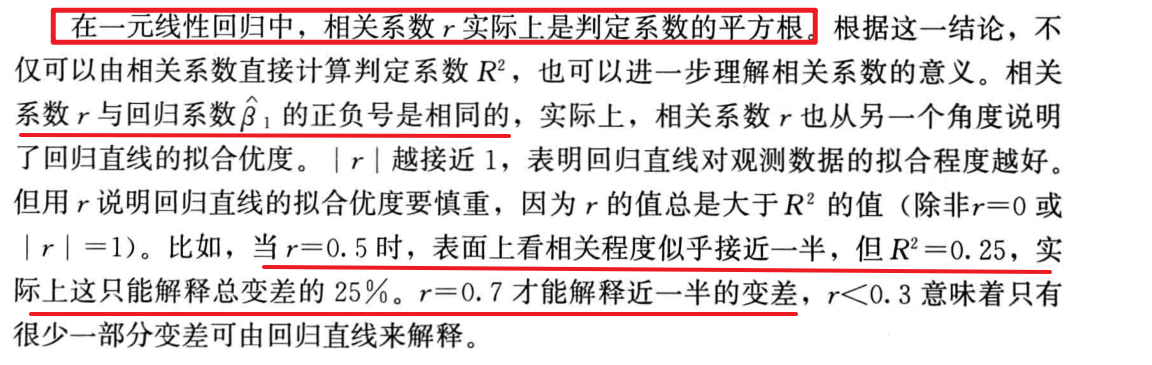 在一元线性回归中，相关系数 r 实际上是判定系数的平方根。根据这一结论，不
仅可以由相关系数直接计算判定系数 R²，也可以进一步理解相关系数的意义。相关
系数 r 与回归系数 β̂₁ 的正负号是相同的，实际上，相关系数 r 也从另一个角度说明
了回归直线的拟合优度。|r| 越接近 1，表明回归直线对观测数据的拟合程度越好。
但用 r 说明回归直线的拟合优度要慎重，因为 r 的值总是大于 R² 的值（除非 r=0 或
|r|=1）。比如，当 r=0.5 时，表面上看相关程度似乎接近一半，但 R²=0.25，实
际上这只能解释总变差的 25%。r=0.7 才能解释近一半的变差，r<0.3 意味着只有
很少一部分变差可由回归直线来解释。